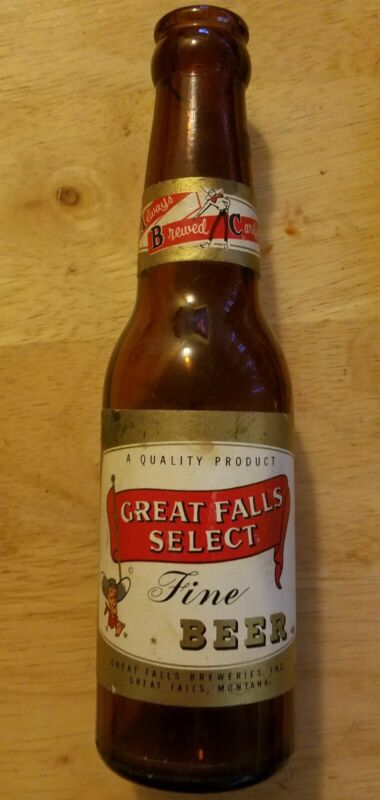 Always
Brewed
A QUALITY PRODUCT
GREAT FALLS
SELECT
Fine
BEER
GREAT FALLS BREWERIES, INC.
GREAT FALLS, MONTANA